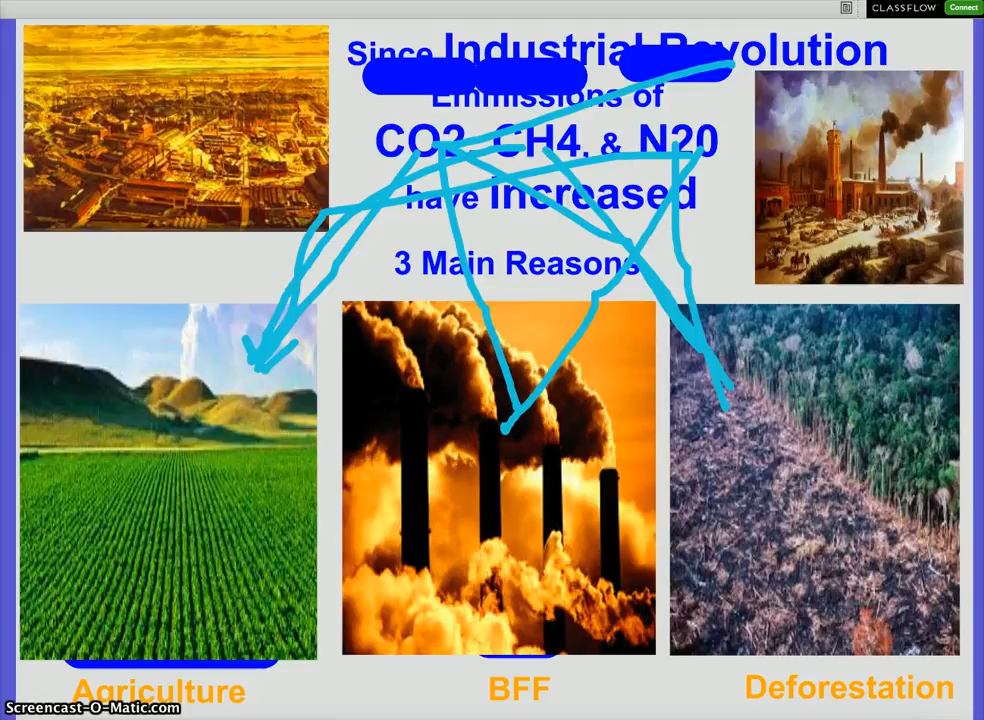 CLASSFLOW Connect
Since Industrial Revolution
Emmissions of
CO2, CH4, & N20
have increased
3 Main Reasons
Agriculture
BFF
Deforestation
Screencast-O-Matic.com